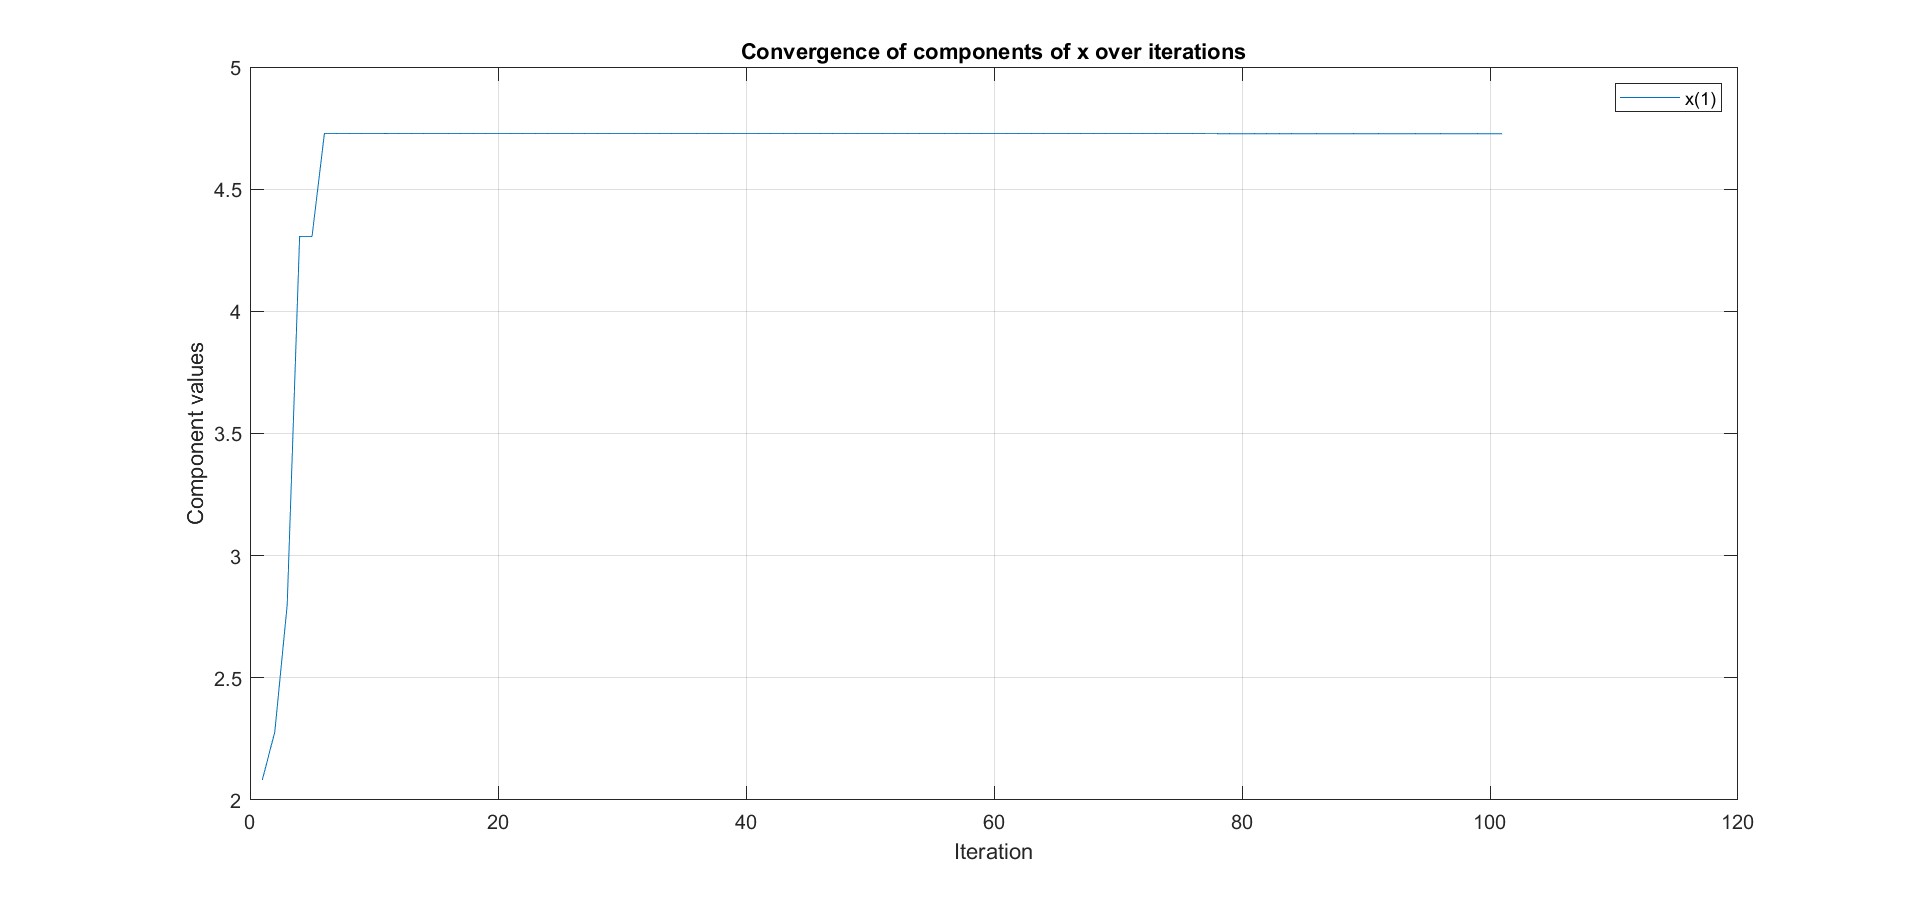 Convergence of components of x over iterations
x(1)
5
4.5
4
3.5
3
2.5
2
Component values
0 20 40 60 80 100 120
Iteration